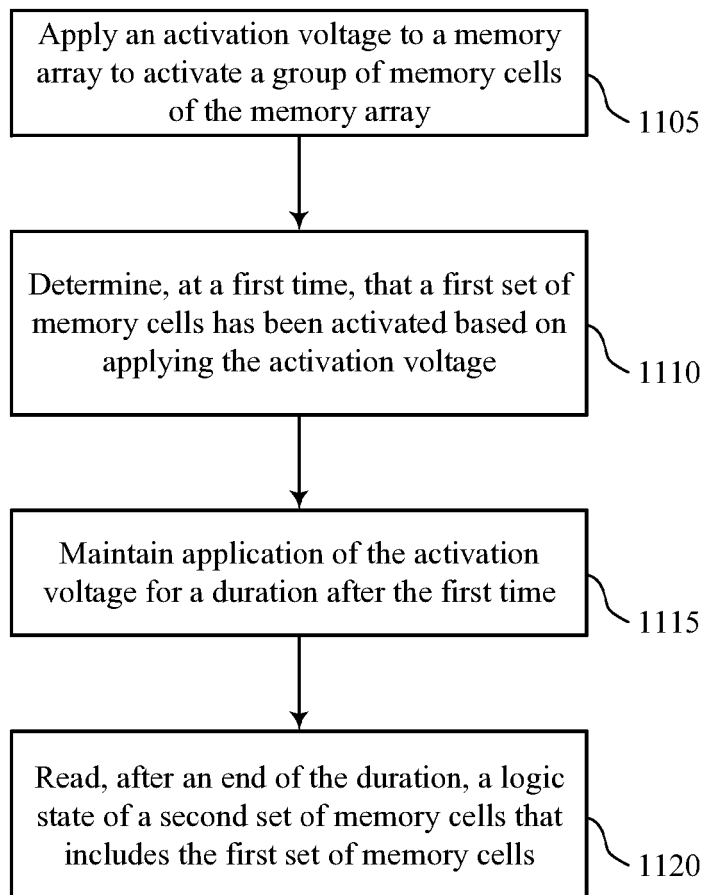 Apply an activation voltage to a memory
array to activate a group of memory cells
of the memory array
1105
Determine, at a first time, that a first set of
memory cells has been activated based on
applying the activation voltage
1110
Maintain application of the activation
voltage for a duration after the first time
1115
Read, after an end of the duration, a logic
state of a second set of memory cells that
includes the first set of memory cells
1120